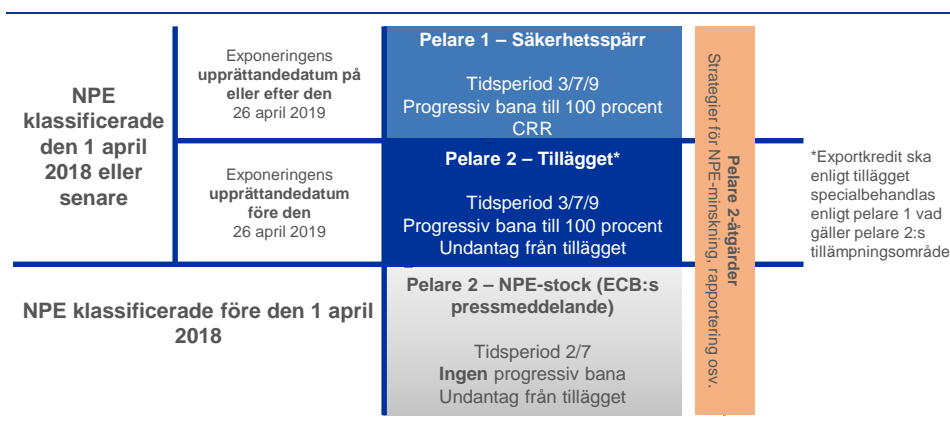 NPE
klassificerade
den 1 april
2018 eller
senare
Exponeringens
upprättandedatum på
eller efter den
26 april 2019
Pelare 1 – Säkerhetsspärr
Tidsperiod 3/7/9
Progressiv bana till 100 procent
CRR
Exponeringens
upprättandedatum
före den
26 april 2019
Pelare 2 – Tillägget*
Tidsperiod 3/7/9
Progressiv bana till 100 procent
Undantag från tillägget
NPE klassificerade före den 1 april
2018
Pelare 2 – NPE-stock (ECB:s
pressmeddelande)
Tidsperiod 2/7
Ingen progressiv bana
Undantag från tillägget
Pelare 2-åtgärder
Strategier för NPE-minskning, rapportering osv.
*Exportkredit ska
enligt tillägget
specialbehandlas
enligt pelare 1 vad
gäller pelare 2:s
tillämpningsområde